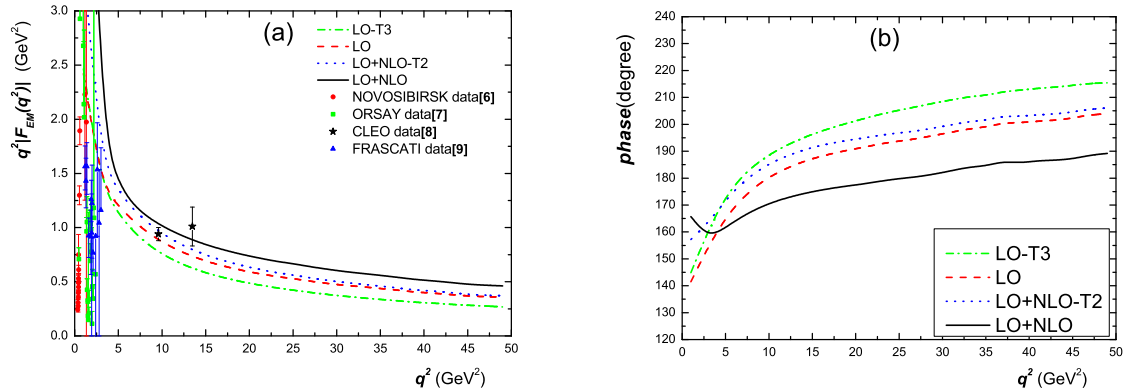 (a)
LO-T3
LO
LO+NLO-T2
LO+NLO
NOVOSIBIRSK data[6]
ORSAY data[7]
CLEO data[8]
FRASCATI data[9]
q²|F_EM(q²)| (GeV²)
3.0
2.5
2.0
1.5
1.0
0.5
0.0
0 5 10 15 20 25 30 35 40 45 50
q² (GeV²)
(b)
phase(degree)
240
230
220
210
200
190
180
170
160
150
140
130
120
LO-T3
LO
LO+NLO-T2
LO+NLO
0 5 10 15 20 25 30 35 40 45 50
q² (GeV²)